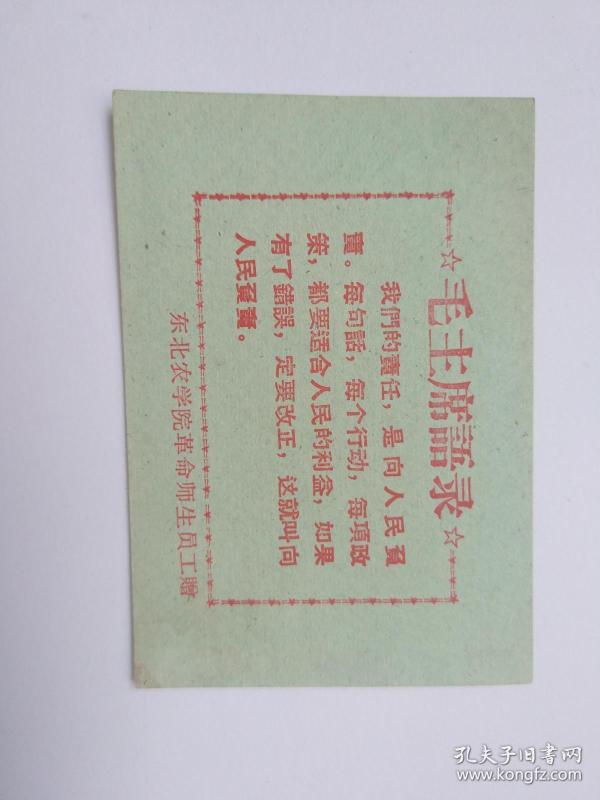 ☆毛主席語录☆
我們的責任，是向人民負
責。每句話，每个行动，每項政
策，都要适合人民的利益，如果
有了錯誤，定要改正，这就叫向
人民負責。
东北农学院革命师生员工贈
孔夫子旧书网
www.kongfz.com